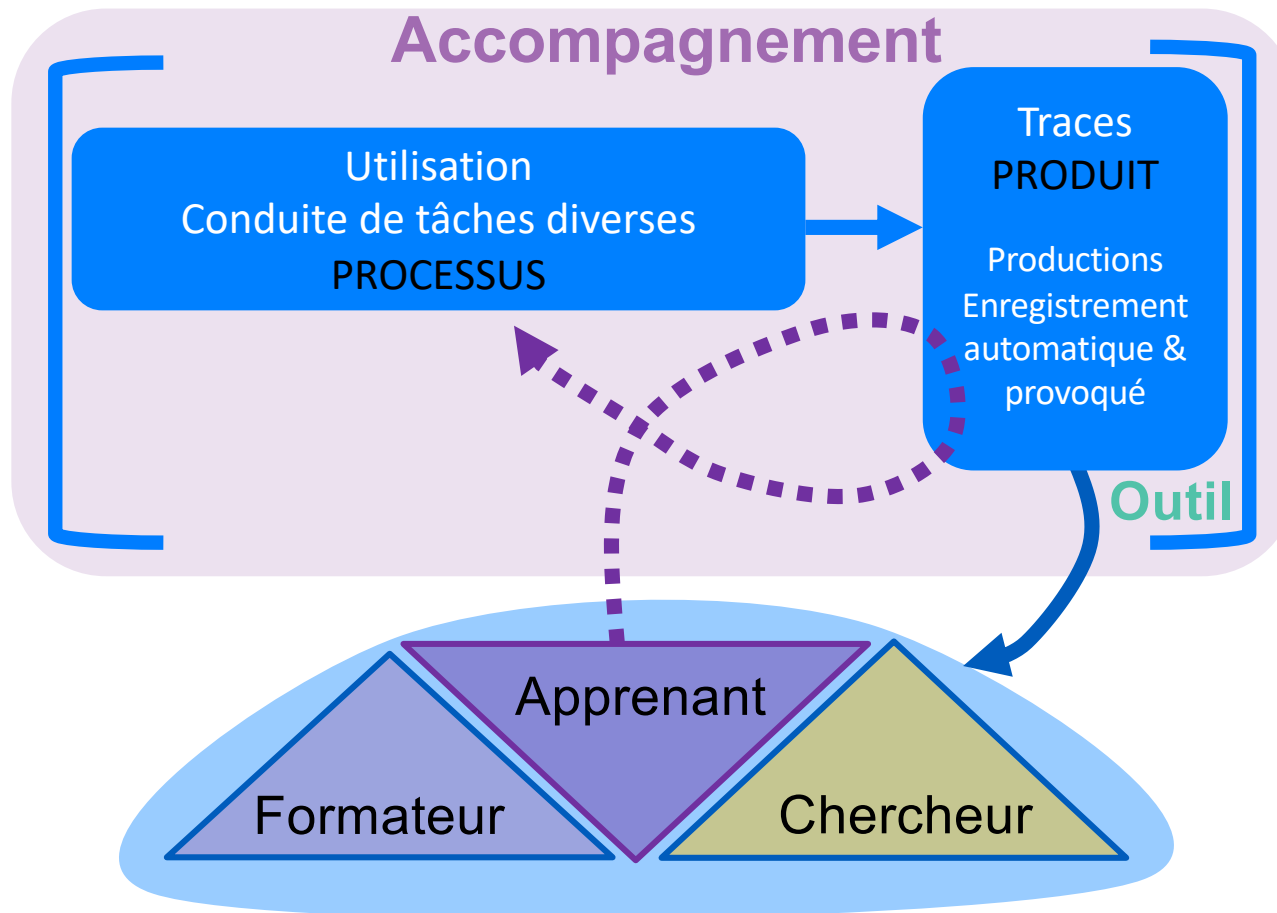 Accompagnement
Utilisation
Conduite de tâches diverses
PROCESSUS
Traces
PRODUIT
Productions
Enregistrement
automatique &
provoqué
Outil
Apprenant
Formateur
Chercheur